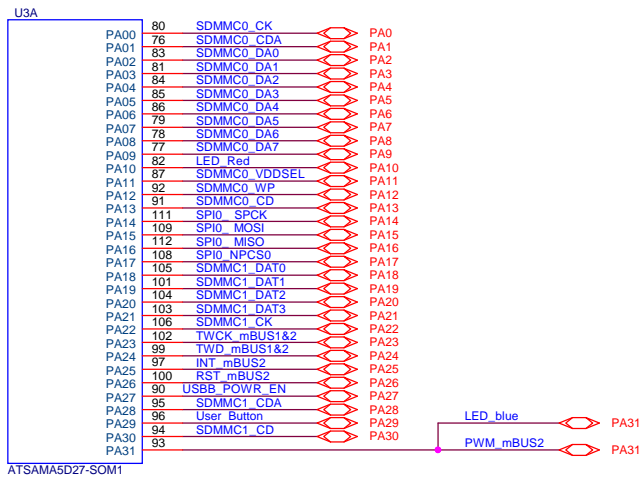 U3A
PA00 80 SDMMC0_CK PA0
PA01 76 SDMMC0_CDA PA1
PA02 83 SDMMC0_DA0 PA2
PA03 81 SDMMC0_DA1 PA3
PA04 84 SDMMC0_DA2 PA4
PA05 85 SDMMC0_DA3 PA5
PA06 86 SDMMC0_DA4 PA6
PA07 79 SDMMC0_DA5 PA7
PA08 78 SDMMC0_DA6 PA8
PA09 77 SDMMC0_DA7 PA9
PA10 82 LED_Red PA10
PA11 87 SDMMC0_VDDSEL PA11
PA12 92 SDMMC0_WP PA12
PA13 91 SDMMC0_CD PA13
PA14 111 SPI0_ SPCK PA14
PA15 109 SPI0_ MOSI PA15
PA16 112 SPI0_ MISO PA16
PA17 108 SPI0_NPCS0 PA17
PA18 105 SDMMC1_DAT0 PA18
PA19 101 SDMMC1_DAT1 PA19
PA20 104 SDMMC1_DAT2 PA20
PA21 103 SDMMC1_DAT3 PA21
PA22 106 SDMMC1_CK PA22
PA23 102 TWCK_mBUS1&2 PA23
PA24 99 TWD_mBUS1&2 PA24
PA25 97 INT_mBUS2 PA25
PA26 100 RST_mBUS2 PA26
PA27 90 USBB_POWR_EN PA27
PA28 95 SDMMC1_CDA PA28
PA29 96 User_Button PA29
PA30 94 SDMMC1_CD PA30
LED_blue PA31
PA31 93 PWM_mBUS2 PA31
ATSAMA5D27-SOM1